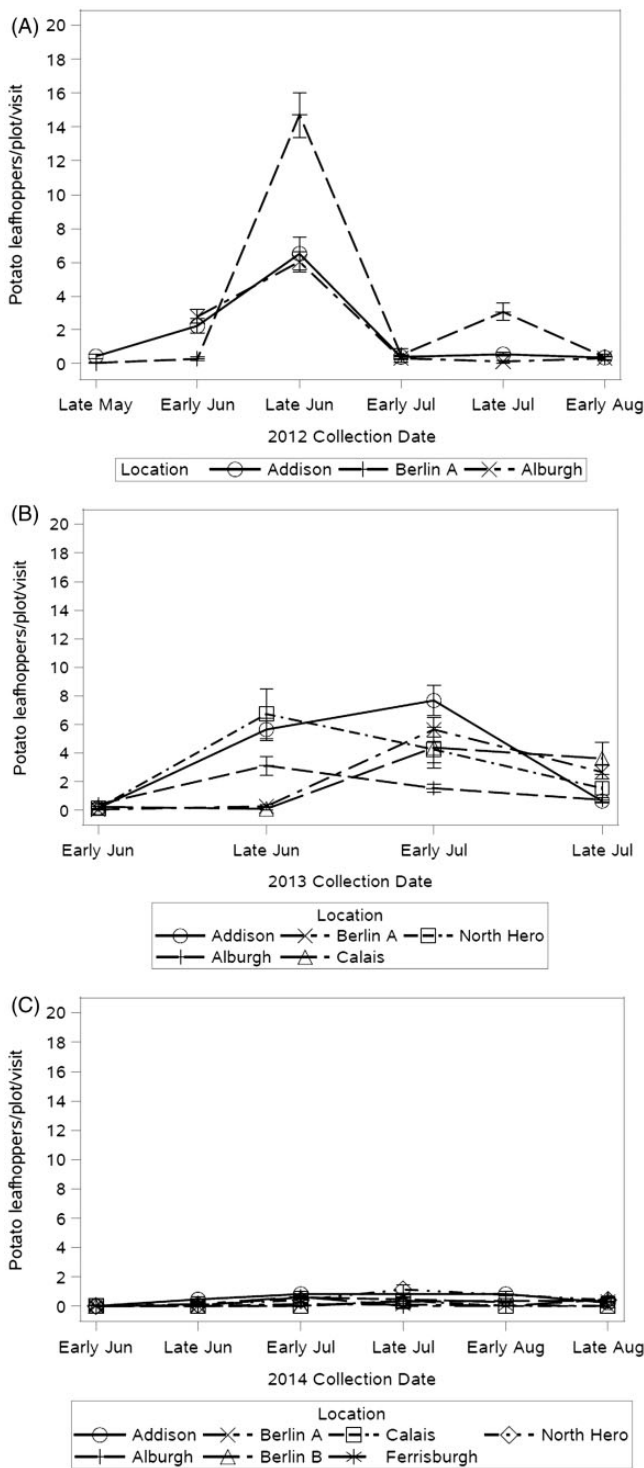 (A)
Potato leafhoppers/plot/visit
20
18
16
14
12
10
8
6
4
2
0
Late May Early Jun Late Jun Early Jul Late Jul Early Aug
2012 Collection Date
Location Addison Berlin A Alburgh
(B)
Potato leafhoppers/plot/visit
20
18
16
14
12
10
8
6
4
2
0
Early Jun Late Jun Early Jul Late Jul
2013 Collection Date
Location
Addison Berlin A North Hero
Alburgh Calais
(C)
Potato leafhoppers/plot/visit
20
18
16
14
12
10
8
6
4
2
0
Early Jun Late Jun Early Jul Late Jul Early Aug Late Aug
2014 Collection Date
Location
Addison Berlin A Calais North Hero
Alburgh Berlin B Ferrisburgh